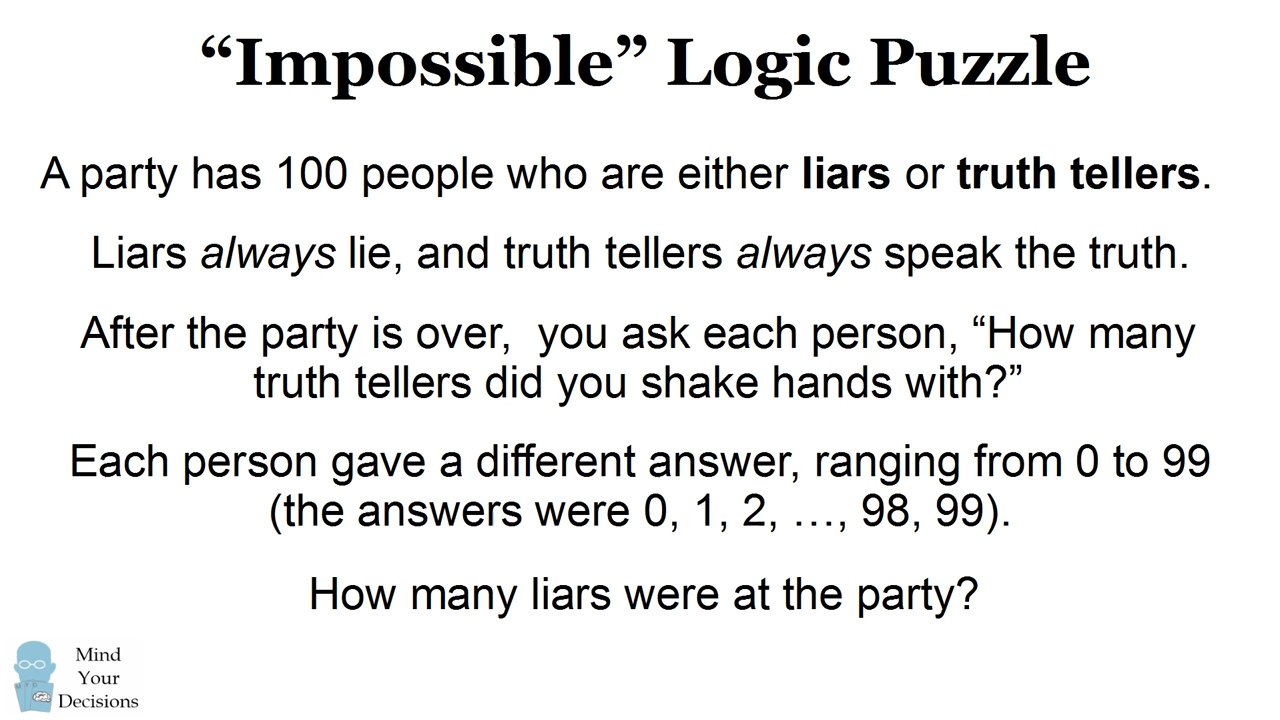 “Impossible” Logic Puzzle
A party has 100 people who are either liars or truth tellers.
Liars always lie, and truth tellers always speak the truth.
After the party is over,  you ask each person, “How many
truth tellers did you shake hands with?”
Each person gave a different answer, ranging from 0 to 99
(the answers were 0, 1, 2, …, 98, 99).
How many liars were at the party?
Mind
Your
Decisions